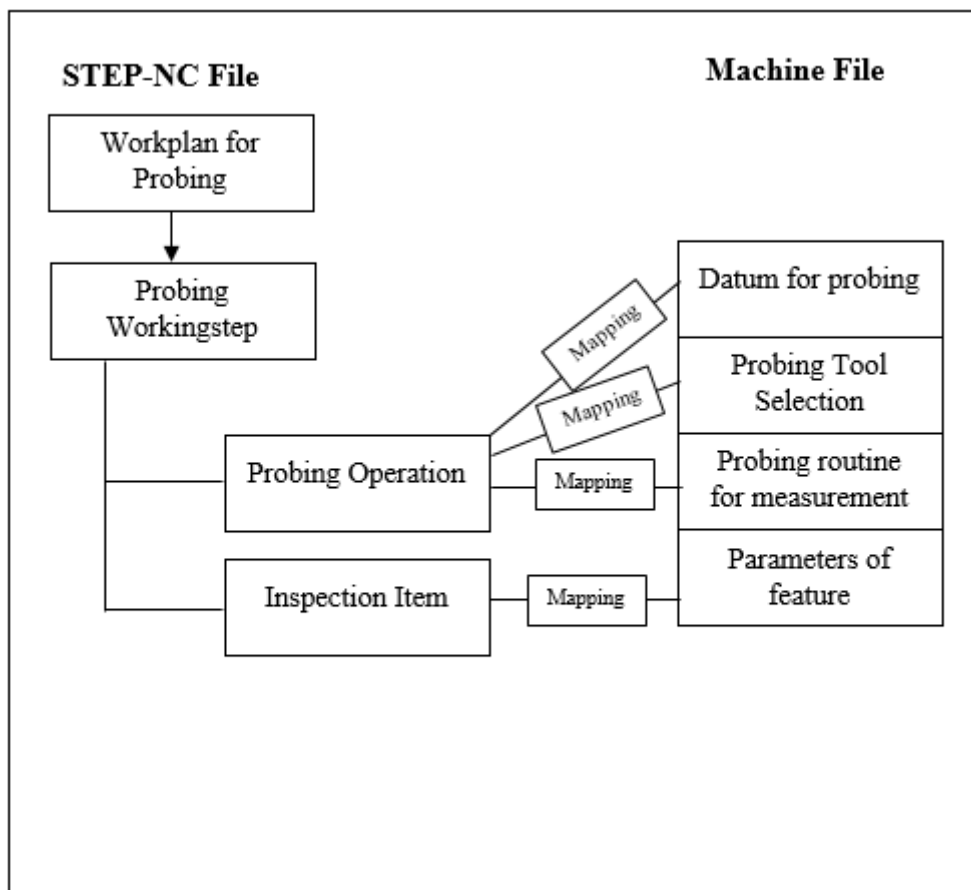 STEP-NC File
Machine File
Workplan for
Probing
Probing
Workingstep
Datum for probing
Mapping
Probing Tool
Selection
Mapping
Probing Operation
Mapping
Probing routine
for measurement
Inspection Item
Mapping
Parameters of
feature